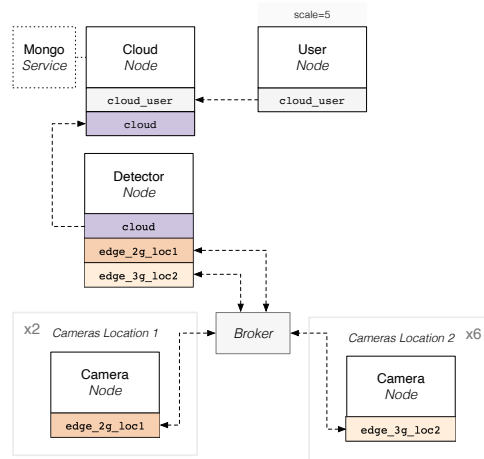 scale=5
Mongo
Service
Cloud
Node
User
Node
cloud_user
cloud_user
cloud
Detector
Node
cloud
edge_2g_loc1
edge_3g_loc2
x2
Cameras Location 1
Broker
Cameras Location 2
x6
Camera
Node
Camera
Node
edge_2g_loc1
edge_3g_loc2